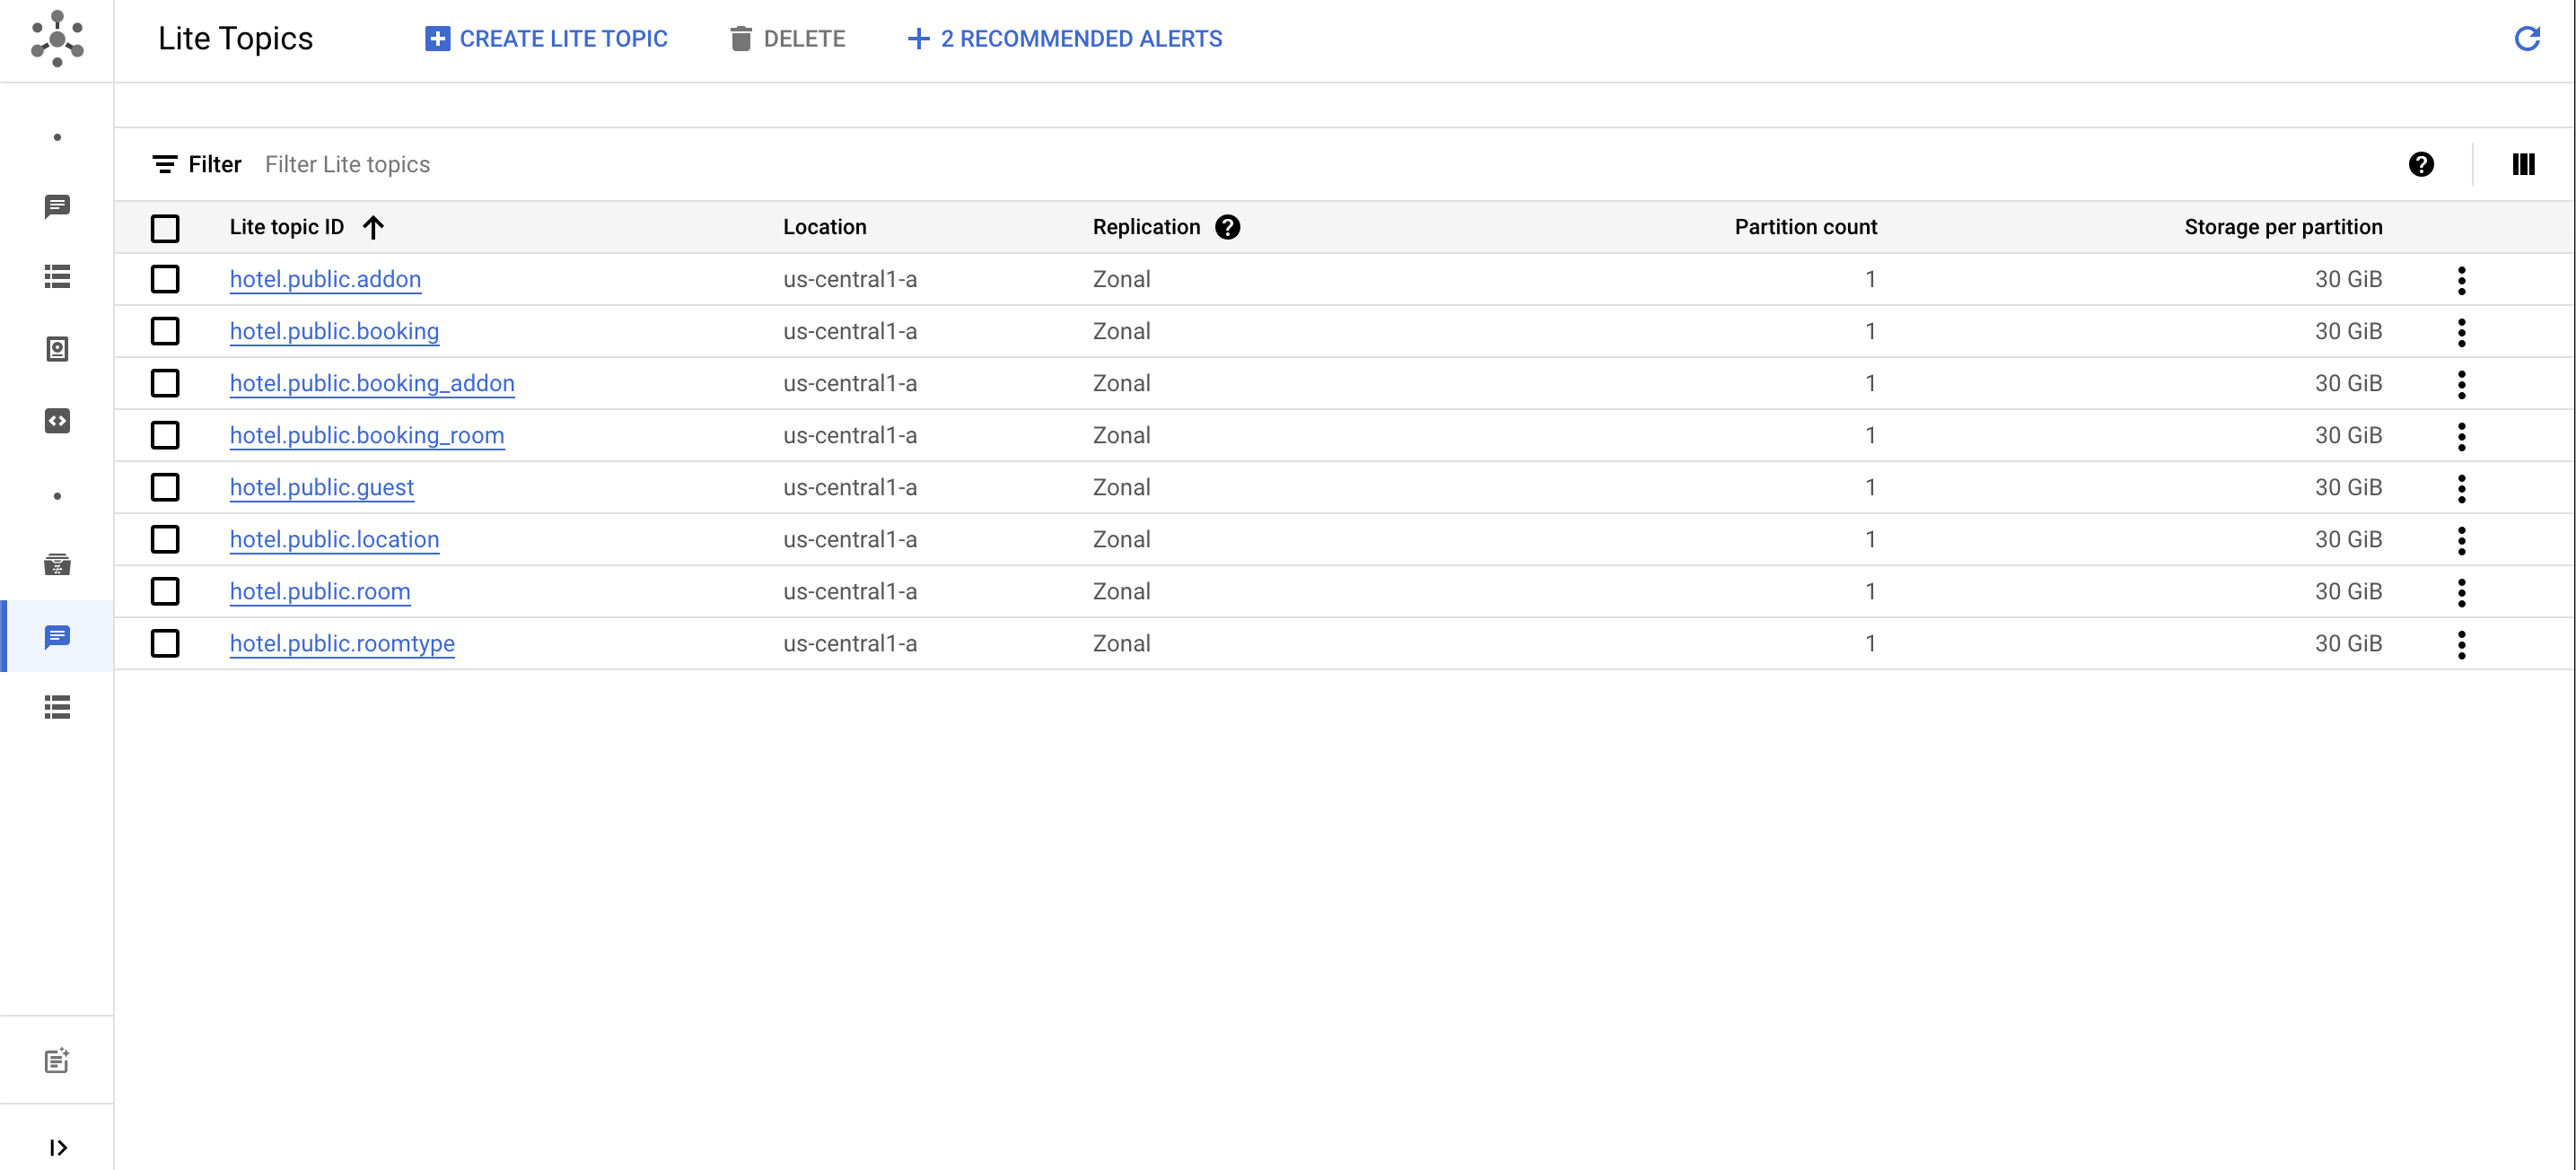 Lite Topics CREATE LITE TOPIC DELETE 2 RECOMMENDED ALERTS
Filter Filter Lite topics
Lite topic ID Location Replication Partition count Storage per partition
hotel.public.addon us-central1-a Zonal 1 30 GiB
hotel.public.booking us-central1-a Zonal 1 30 GiB
hotel.public.booking_addon us-central1-a Zonal 1 30 GiB
hotel.public.booking_room us-central1-a Zonal 1 30 GiB
hotel.public.guest us-central1-a Zonal 1 30 GiB
hotel.public.location us-central1-a Zonal 1 30 GiB
hotel.public.room us-central1-a Zonal 1 30 GiB
hotel.public.roomtype us-central1-a Zonal 1 30 GiB